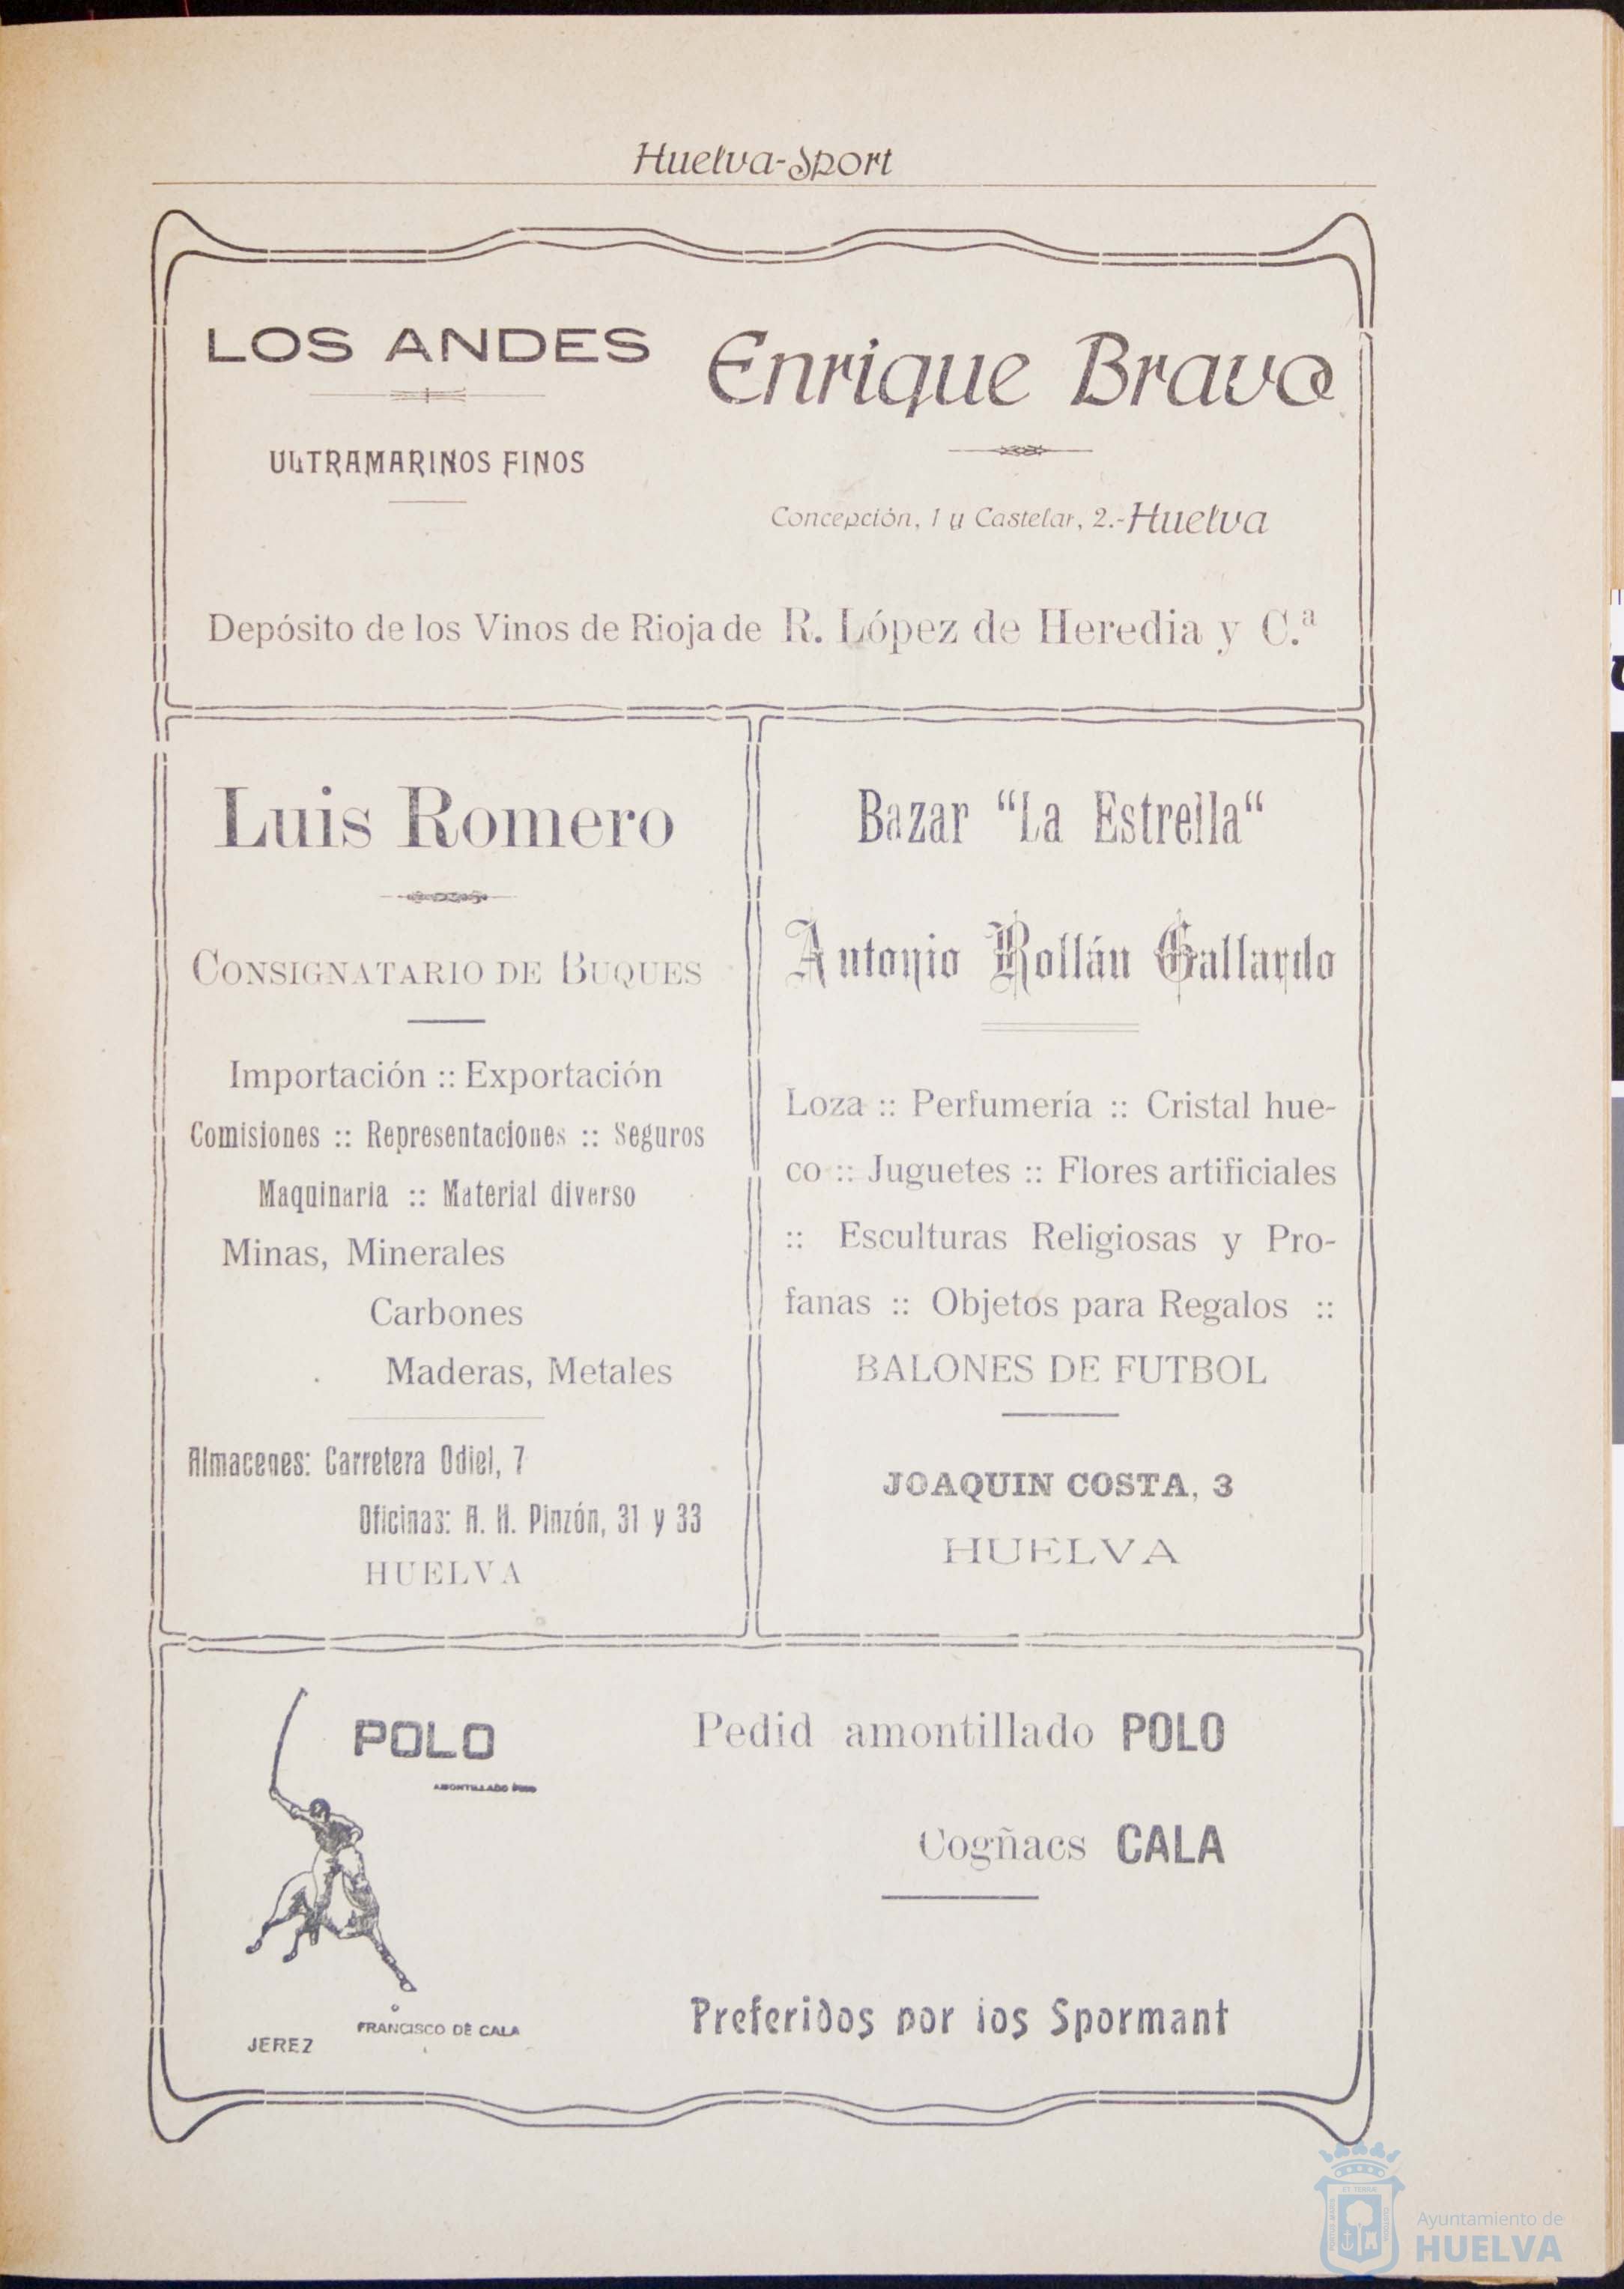 Huelva-Sport
LOS ANDES
ULTRAMARINOS FINOS
Enrique Bravo
Concepción, 1 y Castelar, 2.-Huelva
Depósito de los Vinos de Rioja de R. López de Heredia y C.ª
Luis Romero
CONSIGNATARIO DE BUQUES
Importación :: Exportación
Comisiones :: Representaciones :: Seguros
Maquinaria :: Material diverso
Minas, Minerales
Carbones
Maderas, Metales
Almacenes: Carretera Odiel, 7
Oficinas: A. H. Pinzón, 31 y 33
HUELVA
Bazar “La Estrella“
Antonio Rollán Gallardo
Loza :: Perfumería :: Cristal hue-
co :: Juguetes :: Flores artificiales
:: Esculturas Religiosas y Pro-
fanas :: Objetos para Regalos ::
BALONES DE FUTBOL
JOAQUIN COSTA, 3
HUELVA
POLO
AMONTILLADO FINO
FRANCISCO DE CALA
JEREZ
Pedid amontillado POLO
Cogñacs CALA
Preferidos por los Spormant
Ayuntamiento de
HUELVA